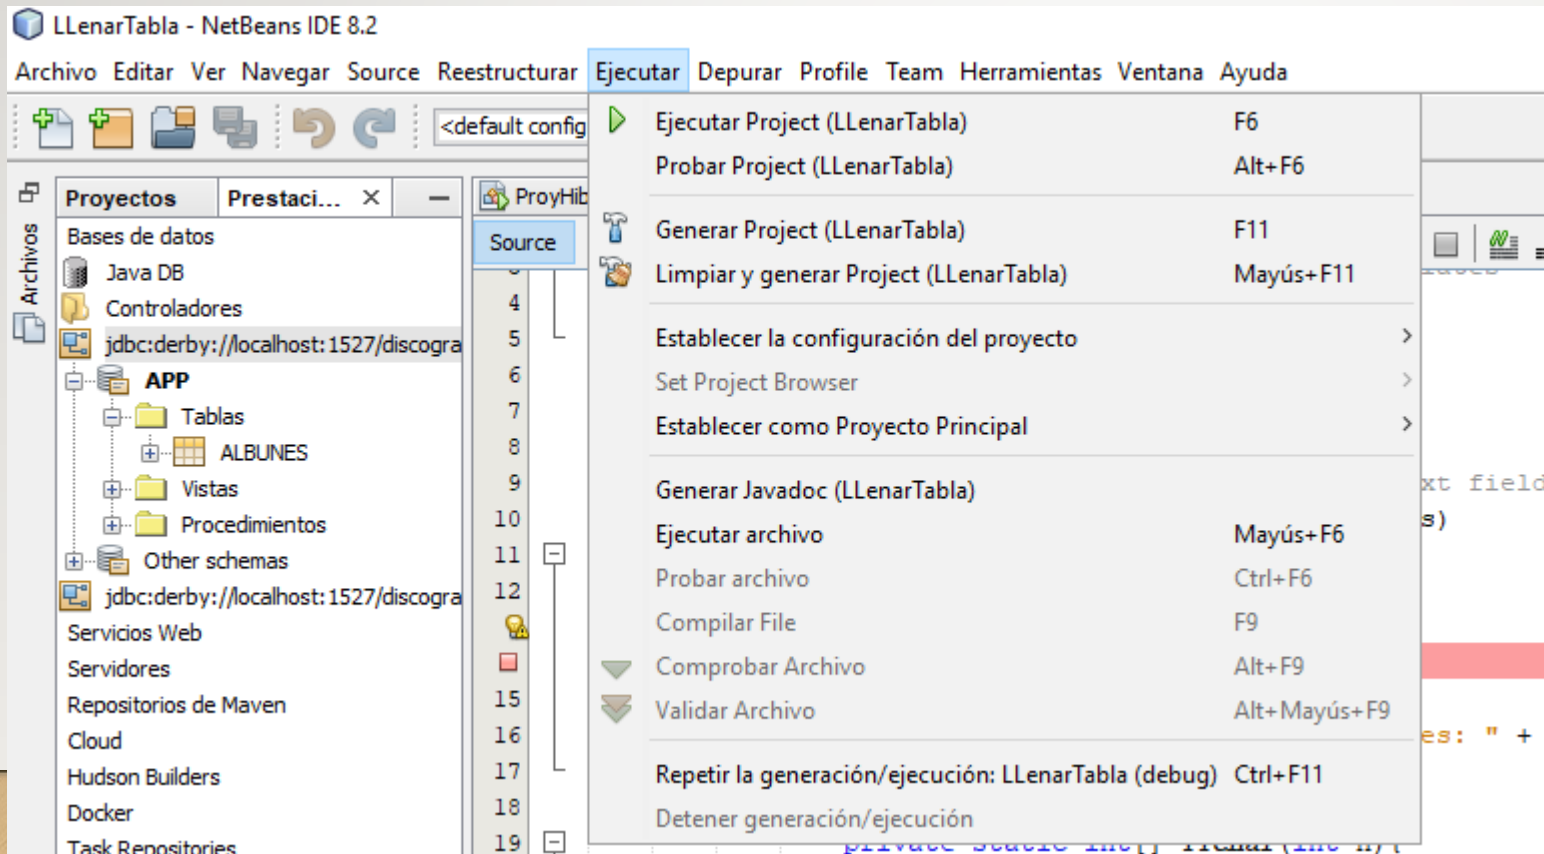 LLenarTabla - NetBeans IDE 8.2
Archivo Editar Ver Navegar Source Reestructurar Ejecutar Depurar Profile Team Herramientas Ventana Ayuda
<default config
Archivos
Proyectos Prestaci...
Bases de datos
Java DB
Controladores
jdbc:derby://localhost:1527/discogra
APP
Tablas
ALBUNES
Vistas
Procedimientos
Other schemas
jdbc:derby://localhost:1527/discogra
Servicios Web
Servidores
Repositorios de Maven
Cloud
Hudson Builders
Docker
Task Repositories
ProyHib
Source
4
5
6
7
8
9
10
11
12
15
16
17
18
19
Ejecutar Project (LLenarTabla) F6
Probar Project (LLenarTabla) Alt+F6
Generar Project (LLenarTabla) F11
Limpiar y generar Project (LLenarTabla) Mayús+F11
Establecer la configuración del proyecto
Set Project Browser
Establecer como Proyecto Principal
Generar Javadoc (LLenarTabla)
Ejecutar archivo Mayús+F6
Probar archivo Ctrl+F6
Compilar File F9
Comprobar Archivo Alt+F9
Validar Archivo Alt+Mayús+F9
Repetir la generación/ejecución: LLenarTabla (debug) Ctrl+F11
Detener generación/ejecución
xt field
s)
es: " +
private static int[]